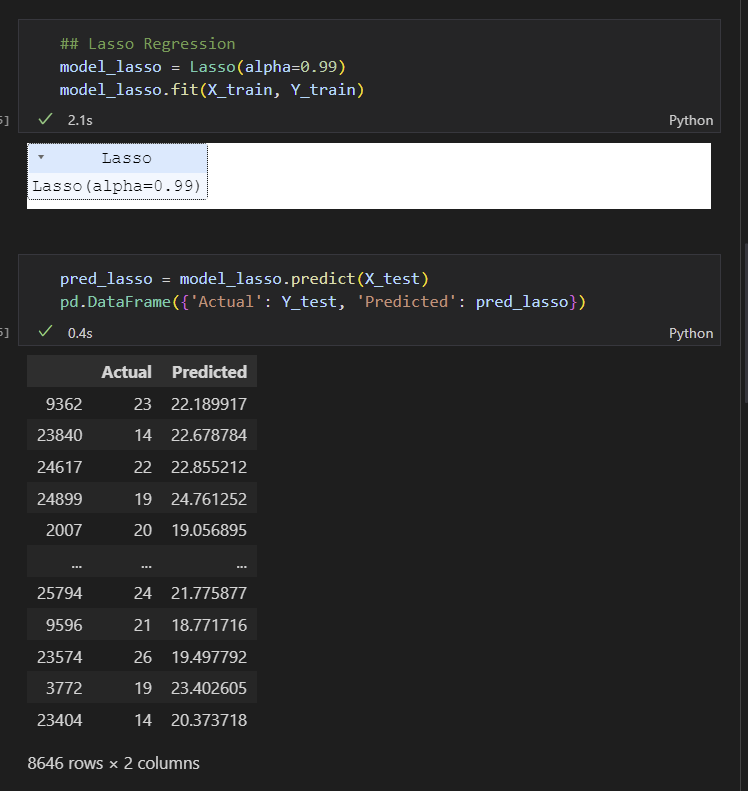 ## Lasso Regression
model_lasso = Lasso(alpha=0.99)
model_lasso.fit(X_train, Y_train)
5]
2.1s
Python
Lasso
Lasso(alpha=0.99)
pred_lasso = model_lasso.predict(X_test)
pd.DataFrame({'Actual': Y_test, 'Predicted': pred_lasso})
5]
0.4s
Python
Actual Predicted
9362 23 22.189917
23840 14 22.678784
24617 22 22.855212
24899 19 24.761252
2007 20 19.056895
... ... ...
25794 24 21.775877
9596 21 18.771716
23574 26 19.497792
3772 19 23.402605
23404 14 20.373718
8646 rows × 2 columns